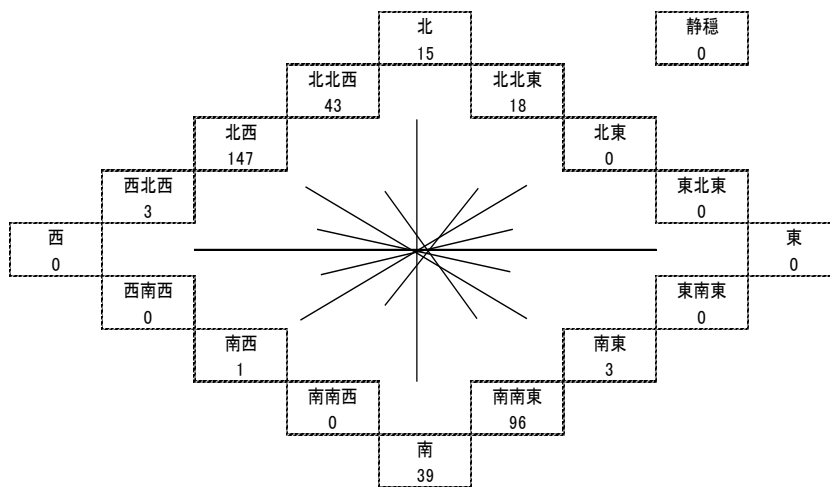 北
15
静穏
0
北北西
43
北北東
18
北西
147
北東
0
西北西
3
東北東
0
西
0
東
0
西南西
0
東南東
0
南西
1
南東
3
南南西
0
南南東
96
南
39